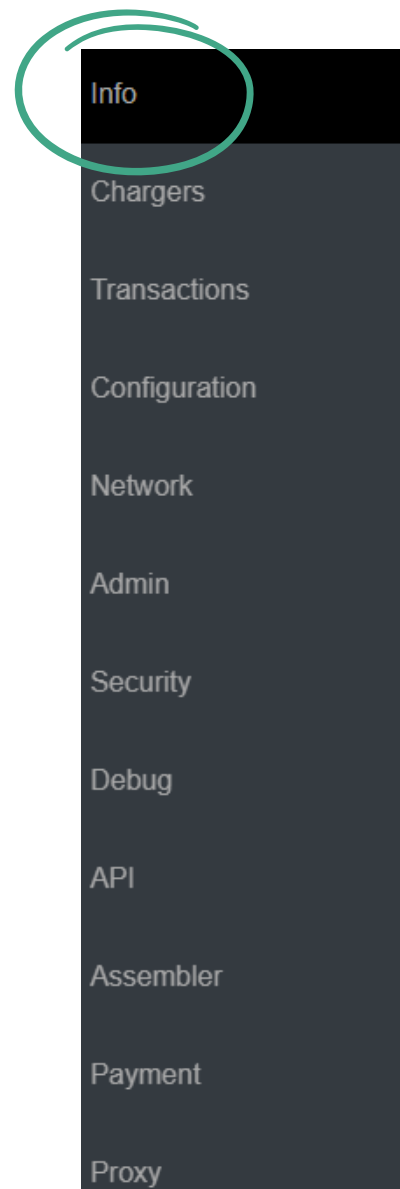 Info
Chargers
Transactions
Configuration
Network
Admin
Security
Debug
API
Assembler
Payment
Proxy